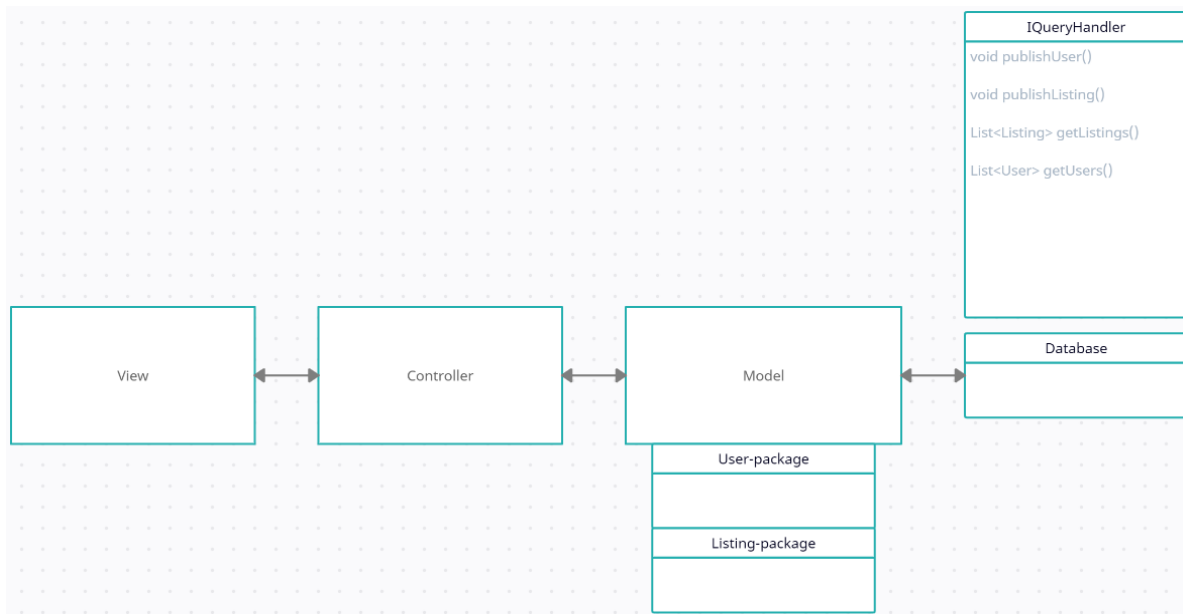 IQueryHandler
void publishUser()
void publishListing()
List<Listing> getListings()
List<User> getUsers()
View
Controller
Model
Database
User-package
Listing-package